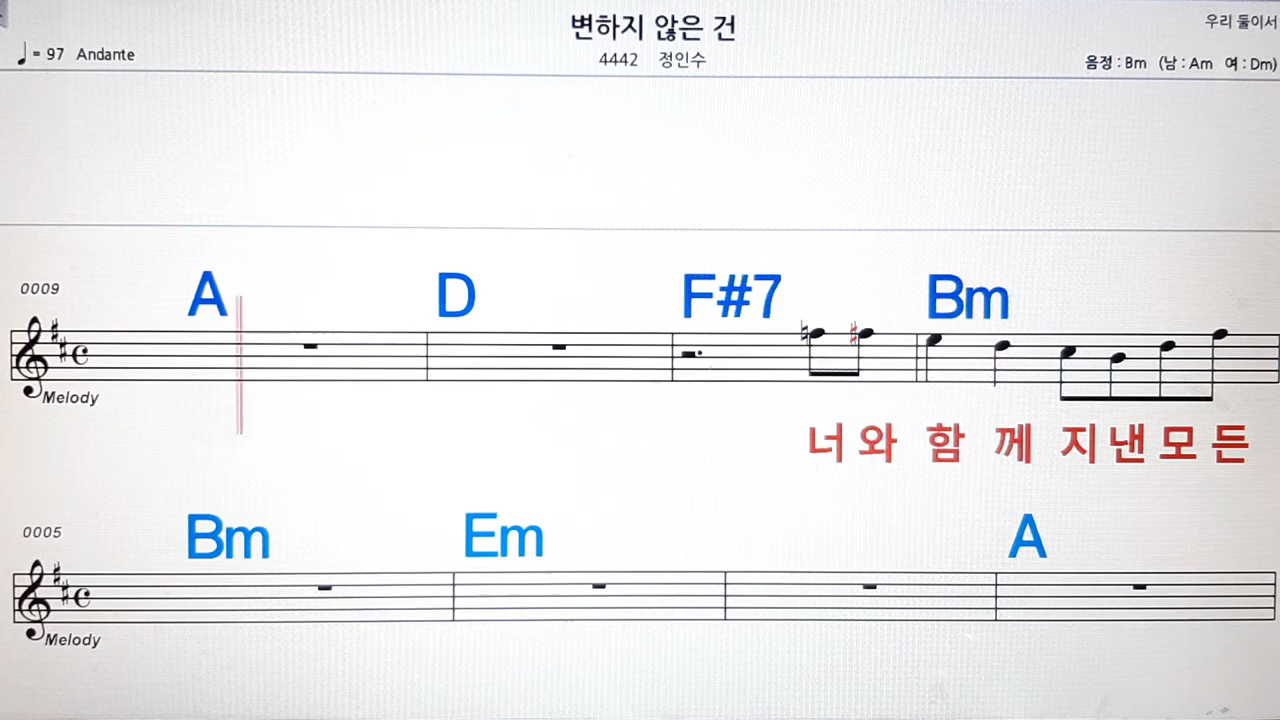 변하지 않은 건
우리 둘이서
= 97 Andante
4442 정인수
음정 : Bm (남 : Am 여 : Dm)
0009
A D F#7 Bm
Melody
너 와 함 께 지 낸 모 든
0005
Bm Em A
Melody